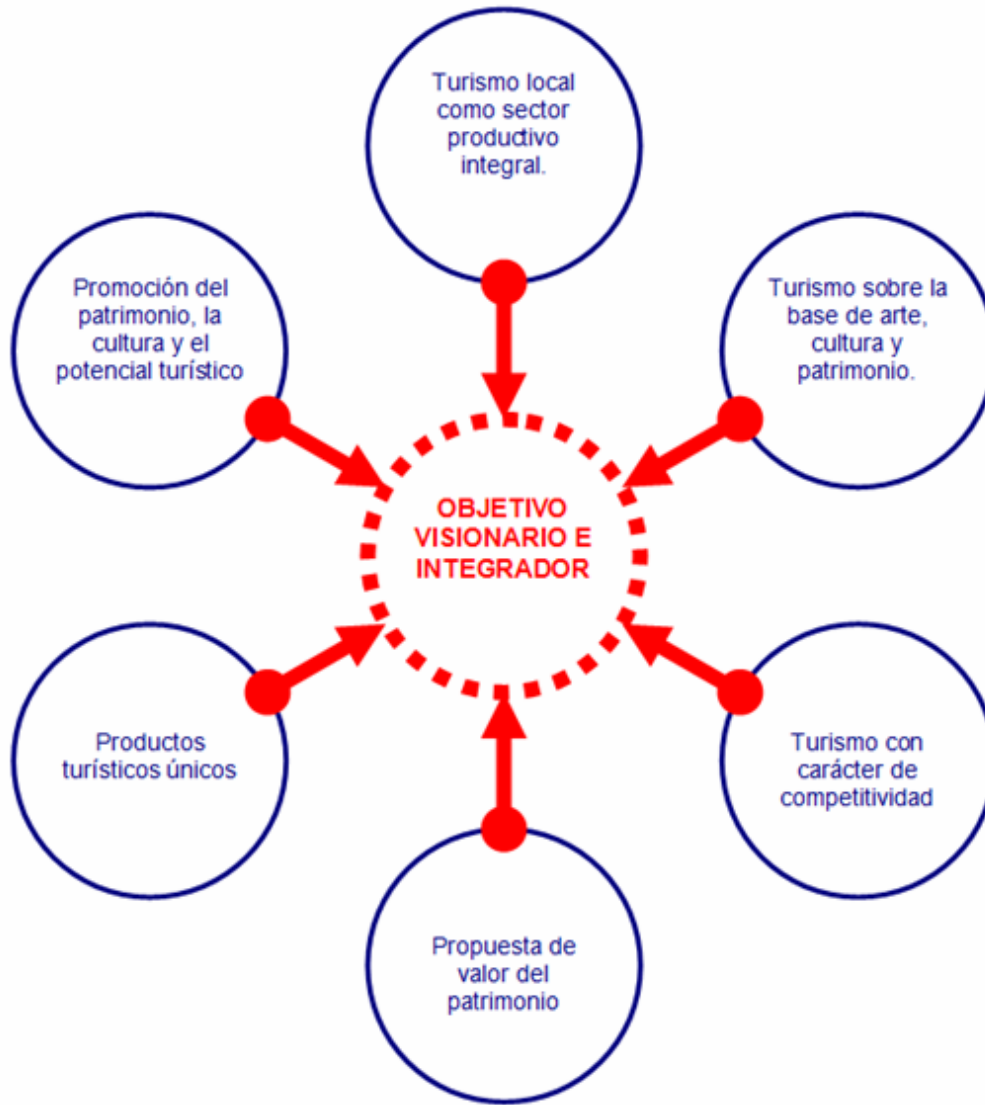 Turismo local
como sector
productivo
integral.
Promoción del
patrimonio, la
cultura y el
potencial turístico
Turismo sobre la
base de arte,
cultura y
patrimonio.
OBJETIVO
VISIONARIO E
INTEGRADOR
Productos
turísticos únicos
Turismo con
carácter de
competitividad
Propuesta de
valor del
patrimonio